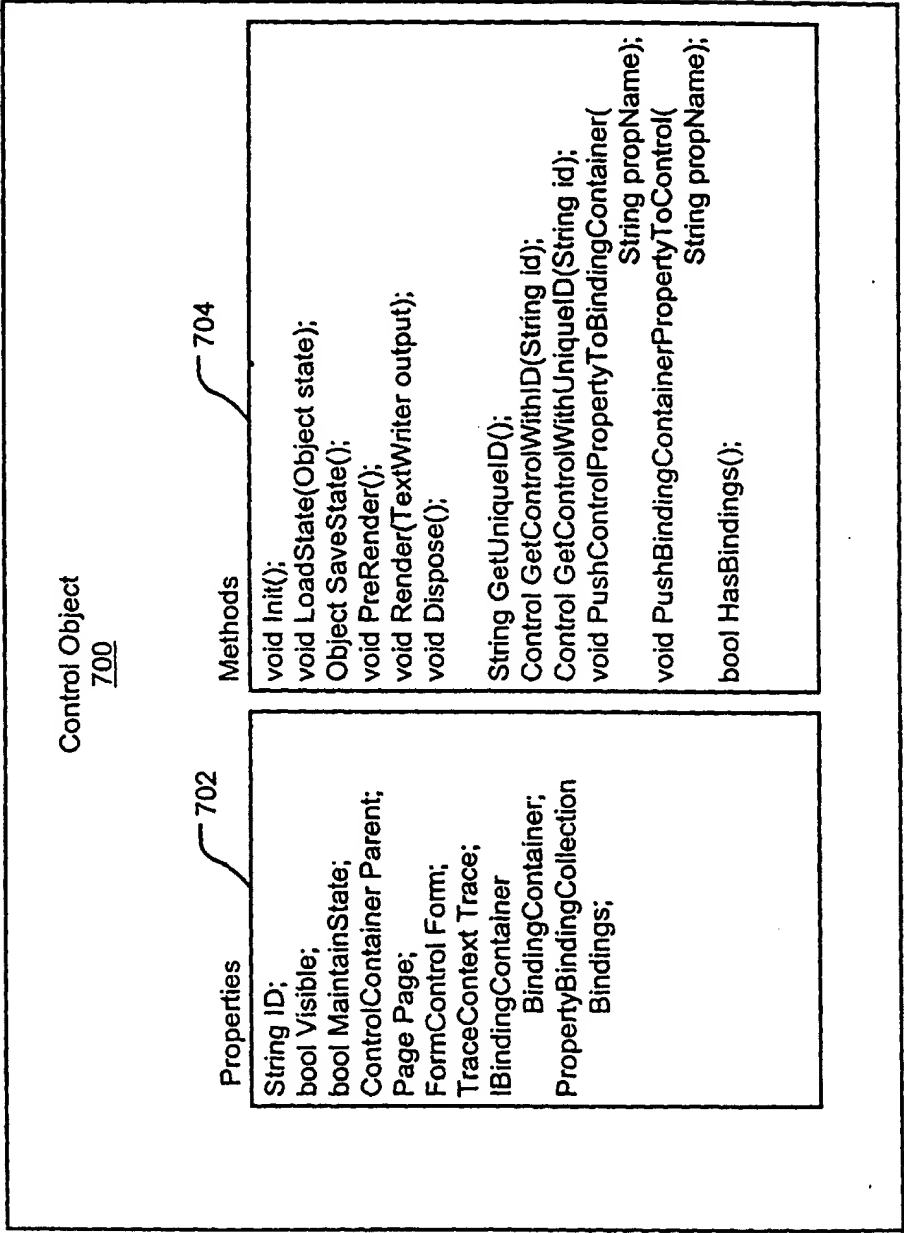 Control Object
700
Properties
702
String ID;
bool Visible;
bool MaintainState;
ControlContainer Parent;
Page Page;
FormControl Form;
TraceContext Trace;
IBindingContainer
BindingContainer;
PropertyBindingCollection
Bindings;
Methods
704
void Init();
void LoadState(Object state);
Object SaveState();
void PreRender();
void Render(TextWriter output);
void Dispose();
String GetUniqueID();
Control GetControlWithID(String id);
Control GetControlWithUniqueID(String id);
void PushControlPropertyToBindingContainer(
String propName);
void PushBindingContainerPropertyToControl(
String propName);
bool HasBindings();